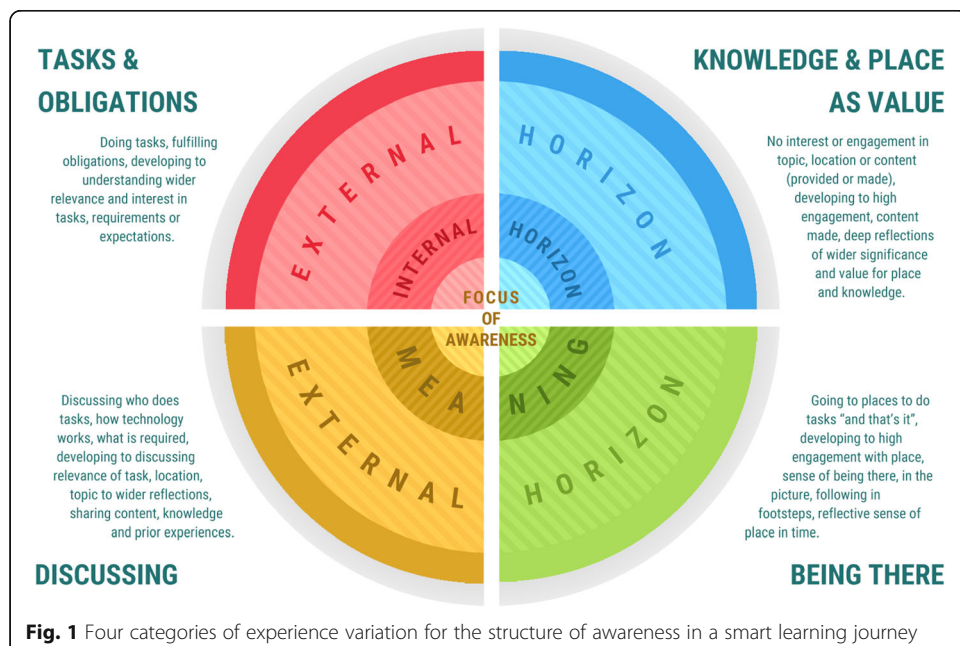 TASKS &
OBLIGATIONS
Doing tasks, fulfilling
obligations, developing to
understanding wider
relevance and interest in
tasks, requirements or
expectations.
KNOWLEDGE & PLACE
AS VALUE
No interest or engagement in
topic, location or content
(provided or made),
developing to high
engagement, content
made, deep reflections
of wider significance
and value for place
and knowledge.
EXTERNAL
HORIZON
INTERNAL
HORIZON
FOCUS
OF
AWARENESS
MEANING
EXTERNAL
HORIZON
Discussing who does
tasks, how technology
works, what is required,
developing to discussing
relevance of task, location,
topic to wider reflections,
sharing content, knowledge
and prior experiences.
DISCUSSING
Going to places to do
tasks “and that’s it”,
developing to high
engagement with place,
sense of being there, in the
picture, following in
footsteps, reflective sense of
place in time.
BEING THERE
Fig. 1 Four categories of experience variation for the structure of awareness in a smart learning journey